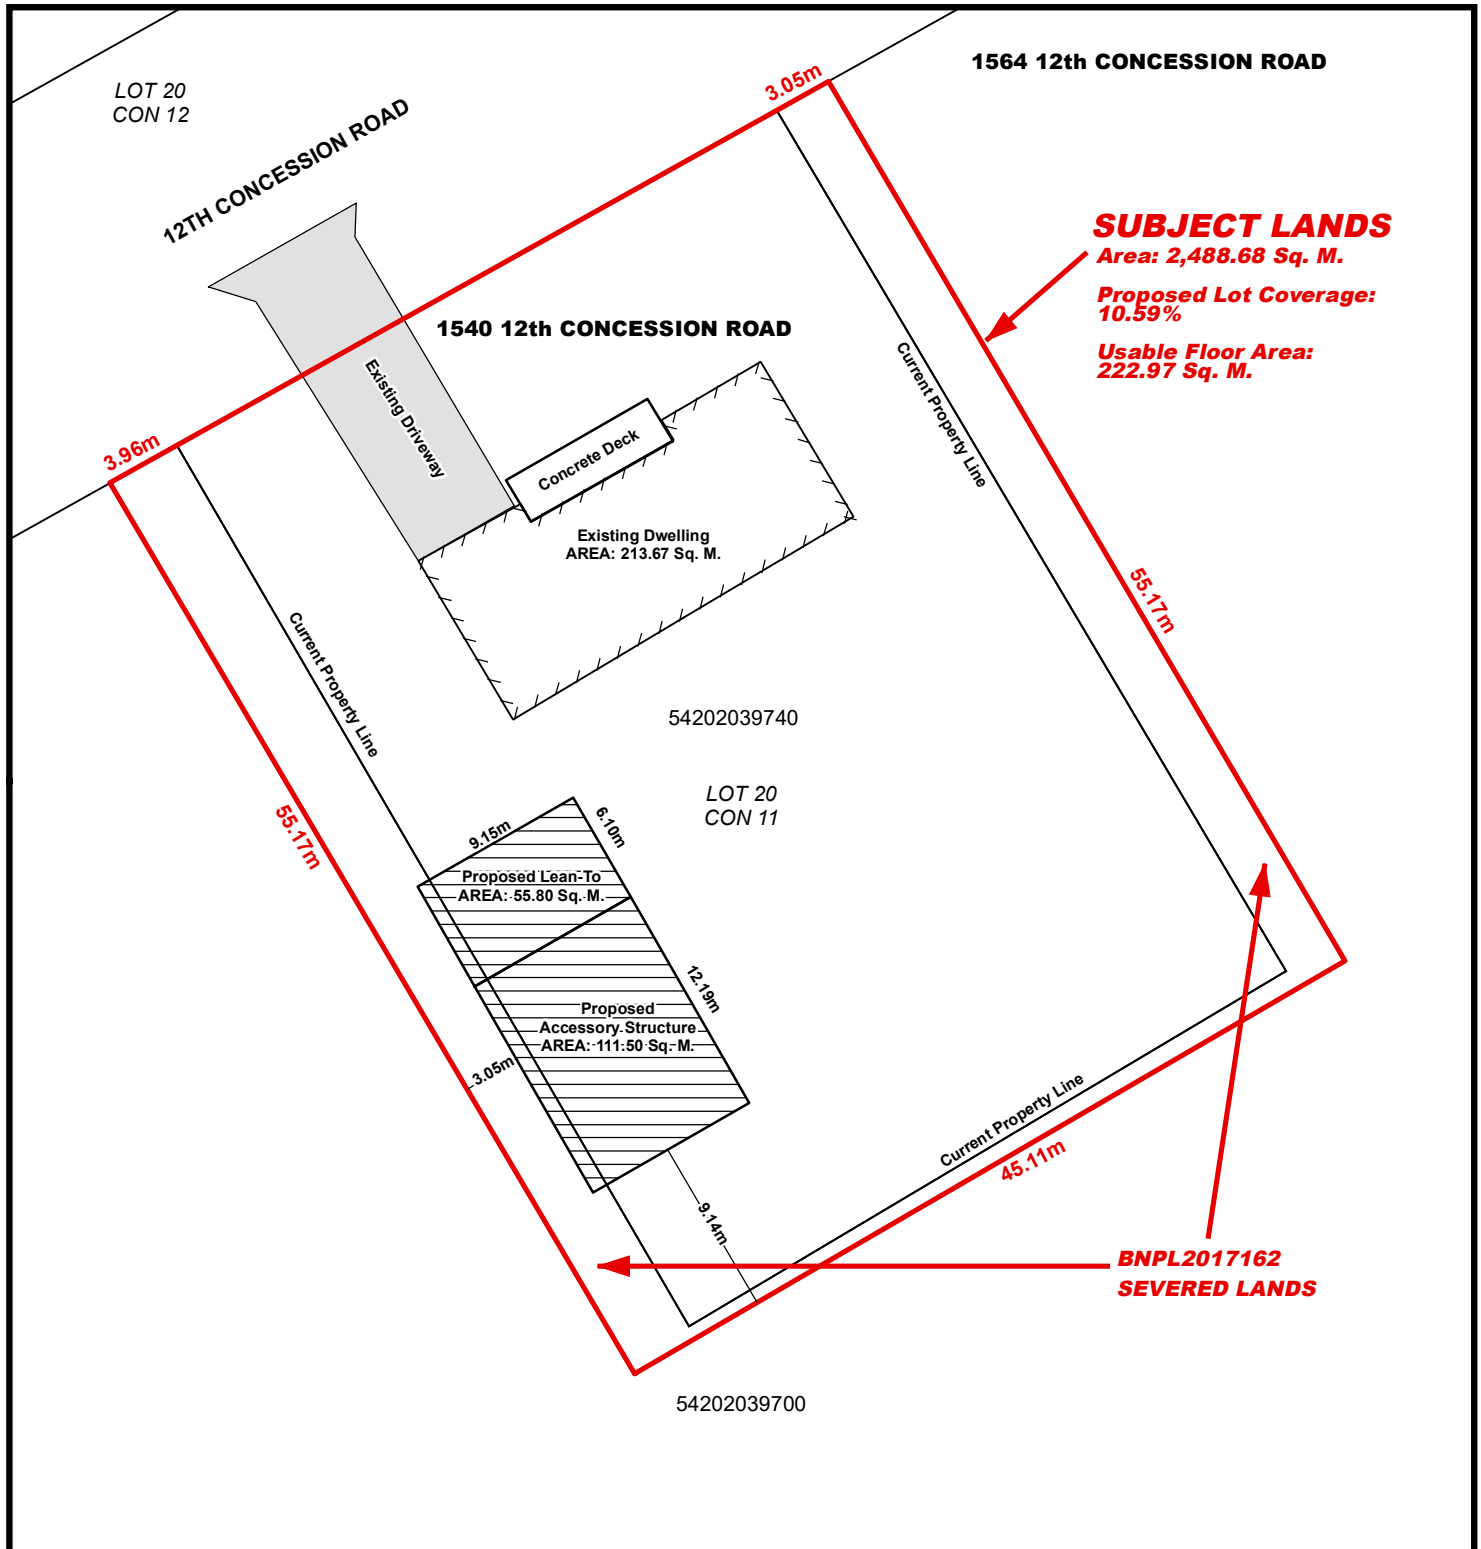 1564 12th CONCESSION ROAD
3.05m
LOT 20
CON 12
12TH CONCESSION ROAD
SUBJECT LANDS
Area: 2,488.68 Sq. M.
Proposed Lot Coverage:
10.59%
Usable Floor Area:
222.97 Sq. M.
1540 12th CONCESSION ROAD
Existing Driveway
Current Property Line
3.96m
Concrete Deck
Existing Dwelling
AREA: 213.67 Sq. M.
55.17m
Current Property Line
54202039740
LOT 20
CON 11
55.17m
9.15m
6.10m
Proposed Lean-To
AREA: 55.80 Sq. M.
12.19m
Proposed
Accessory Structure
AREA: 111.50 Sq. M.
3.05m
Current Property Line
45.11m
9.14m
BNPL2017162
SEVERED LANDS
54202039700